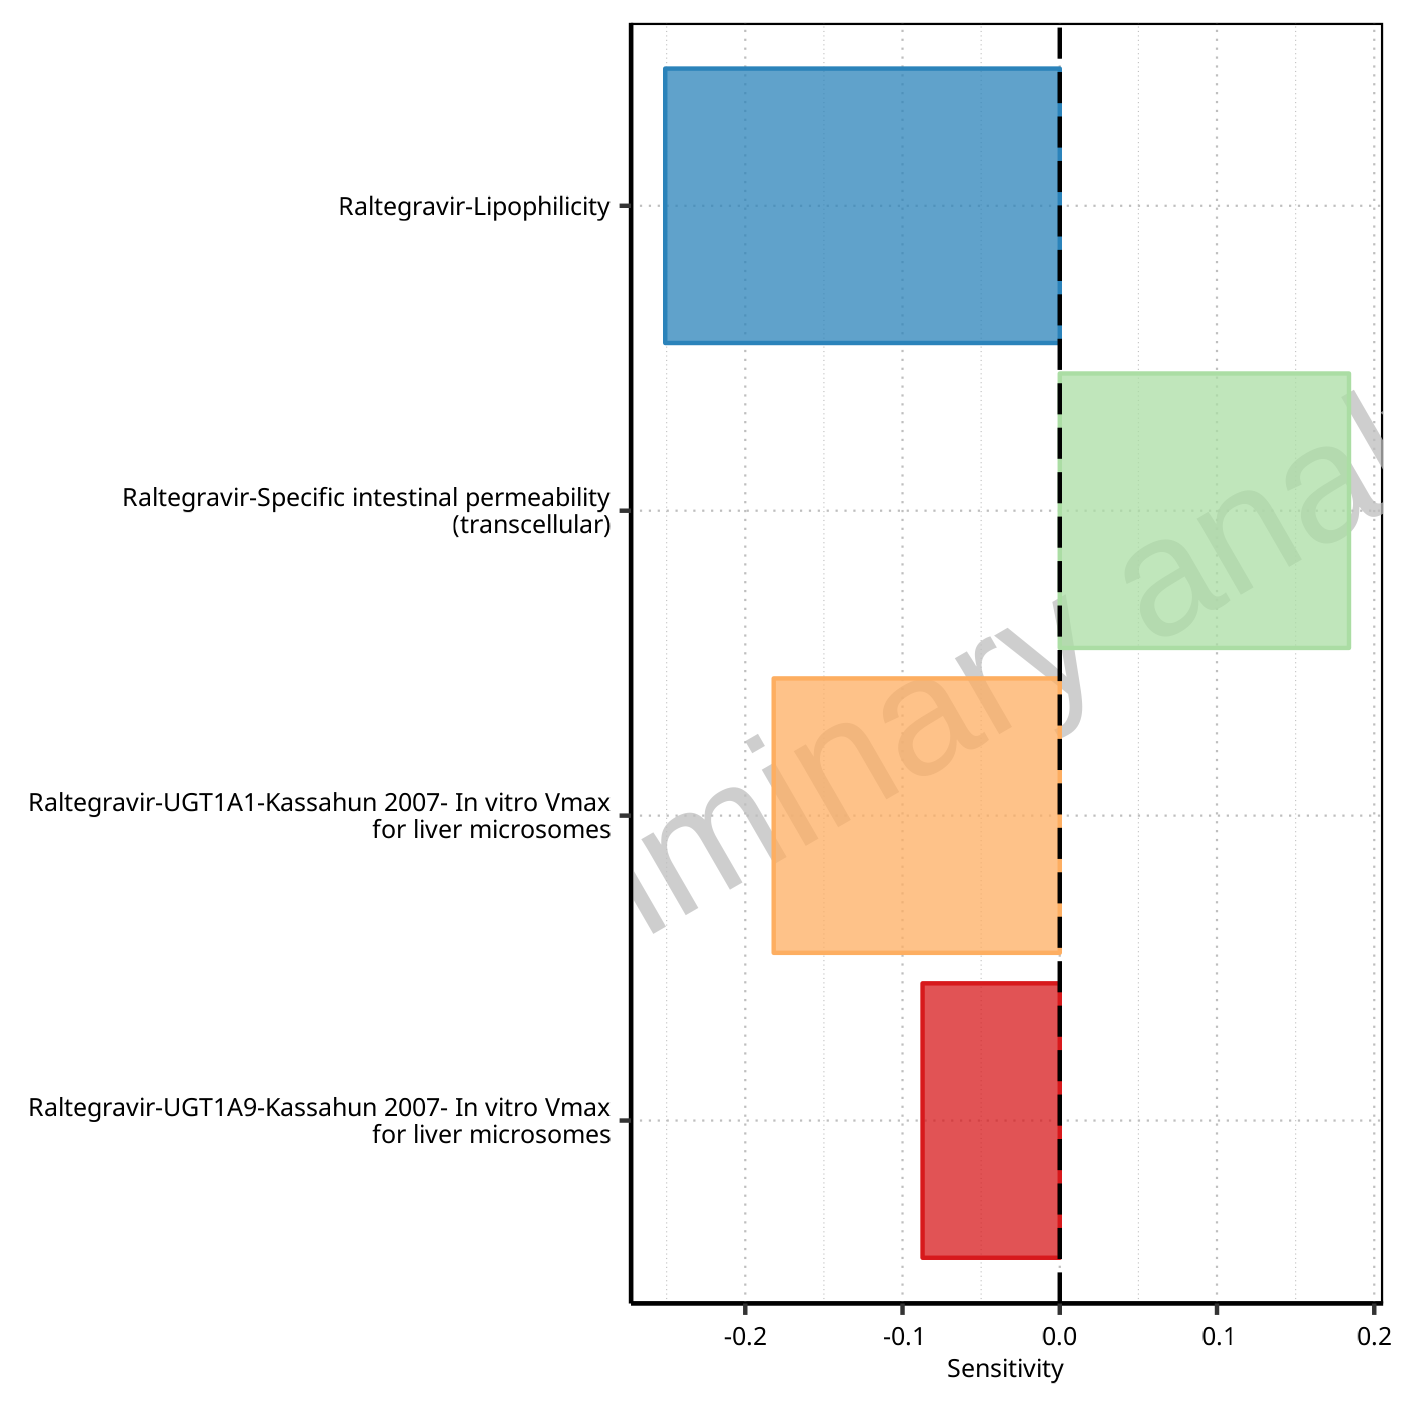 Raltegravir-Lipophilicity
Raltegravir-Specific intestinal permeability
(transcellular)
Raltegravir-UGT1A1-Kassahun 2007- In vitro Vmax
for liver microsomes
Raltegravir-UGT1A9-Kassahun 2007- In vitro Vmax
for liver microsomes
minary anal
-0.2 -0.1 0.0 0.1 0.2
Sensitivity